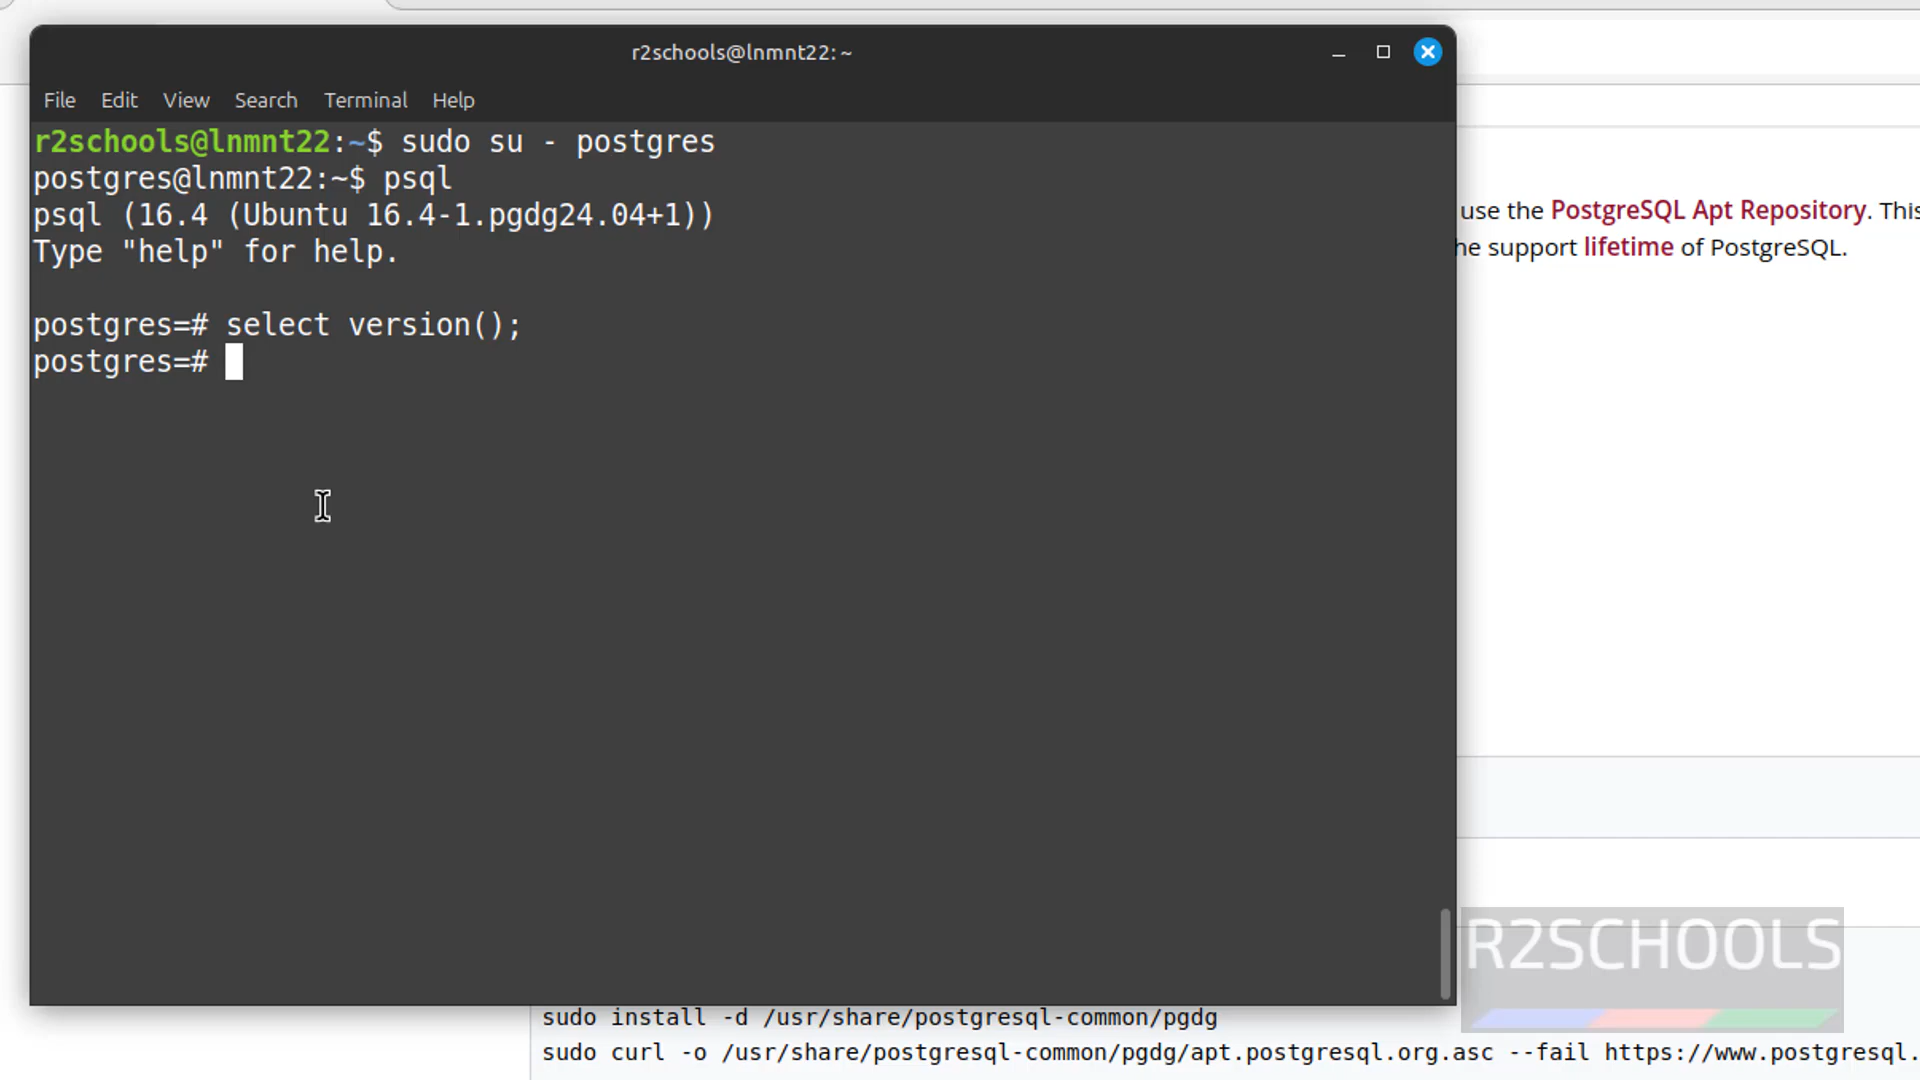 r2schools@lnmnt22: ~
File Edit View Search Terminal Help
r2schools@lnmnt22:~$ sudo su - postgres
postgres@lnmnt22:~$ psql
psql (16.4 (Ubuntu 16.4-1.pgdg24.04+1))
Type "help" for help.
postgres=# select version();
postgres=#
use the PostgreSQL Apt Repository. This
he support lifetime of PostgreSQL.
R2SCHOOLS
sudo install -d /usr/share/postgresql-common/pgdg
sudo curl -o /usr/share/postgresql-common/pgdg/apt.postgresql.org.asc --fail https://www.postgresql.